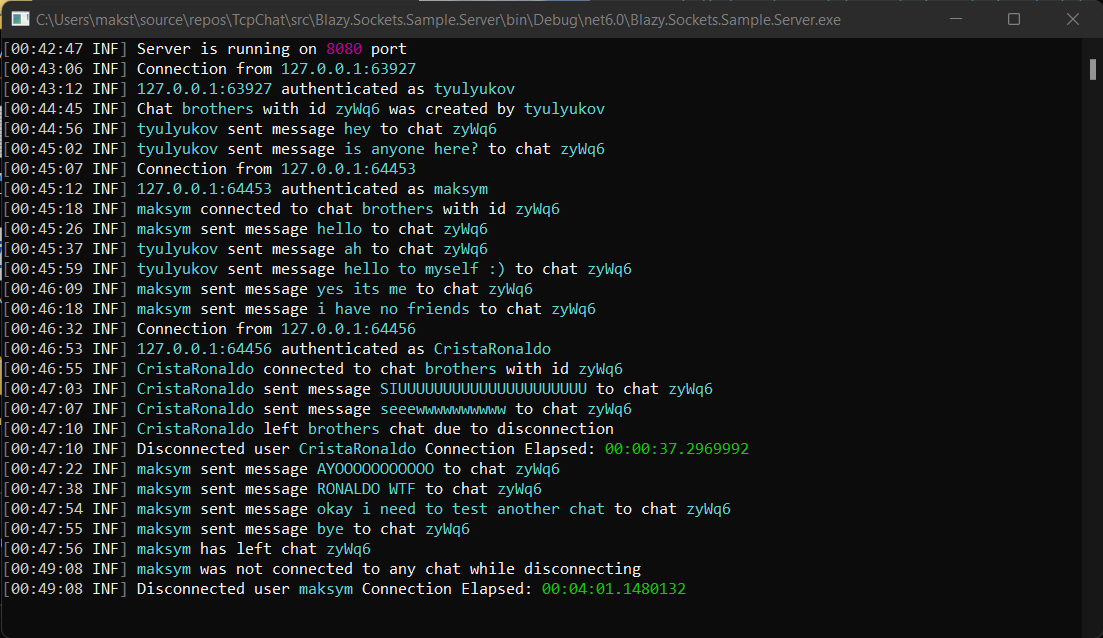 C:\Users\makst\source\repos\TcpChat\src\Blazy.Sockets.Sample.Server\bin\Debug\net6.0\Blazy.Sockets.Sample.Server.exe
[00:42:47 INF] Server is running on 8080 port
[00:43:06 INF] Connection from 127.0.0.1:63927
[00:43:12 INF] 127.0.0.1:63927 authenticated as tyulyukov
[00:44:45 INF] Chat brothers with id zyWq6 was created by tyulyukov
[00:44:56 INF] tyulyukov sent message hey to chat zyWq6
[00:45:02 INF] tyulyukov sent message is anyone here? to chat zyWq6
[00:45:07 INF] Connection from 127.0.0.1:64453
[00:45:12 INF] 127.0.0.1:64453 authenticated as maksym
[00:45:18 INF] maksym connected to chat brothers with id zyWq6
[00:45:26 INF] maksym sent message hello to chat zyWq6
[00:45:37 INF] tyulyukov sent message ah to chat zyWq6
[00:45:59 INF] tyulyukov sent message hello to myself :) to chat zyWq6
[00:46:09 INF] maksym sent message yes its me to chat zyWq6
[00:46:18 INF] maksym sent message i have no friends to chat zyWq6
[00:46:32 INF] Connection from 127.0.0.1:64456
[00:46:53 INF] 127.0.0.1:64456 authenticated as CristaRonaldo
[00:46:55 INF] CristaRonaldo connected to chat brothers with id zyWq6
[00:47:03 INF] CristaRonaldo sent message SIUUUUUUUUUUUUUUUUUUUUU to chat zyWq6
[00:47:07 INF] CristaRonaldo sent message seeewwwwwwwwww to chat zyWq6
[00:47:10 INF] CristaRonaldo left brothers chat due to disconnection
[00:47:10 INF] Disconnected user CristaRonaldo Connection Elapsed: 00:00:37.2969992
[00:47:22 INF] maksym sent message AYOOOOOOOOOOO to chat zyWq6
[00:47:38 INF] maksym sent message RONALDO WTF to chat zyWq6
[00:47:54 INF] maksym sent message okay i need to test another chat to chat zyWq6
[00:47:55 INF] maksym sent message bye to chat zyWq6
[00:47:56 INF] maksym has left chat zyWq6
[00:49:08 INF] maksym was not connected to any chat while disconnecting
[00:49:08 INF] Disconnected user maksym Connection Elapsed: 00:04:01.1480132